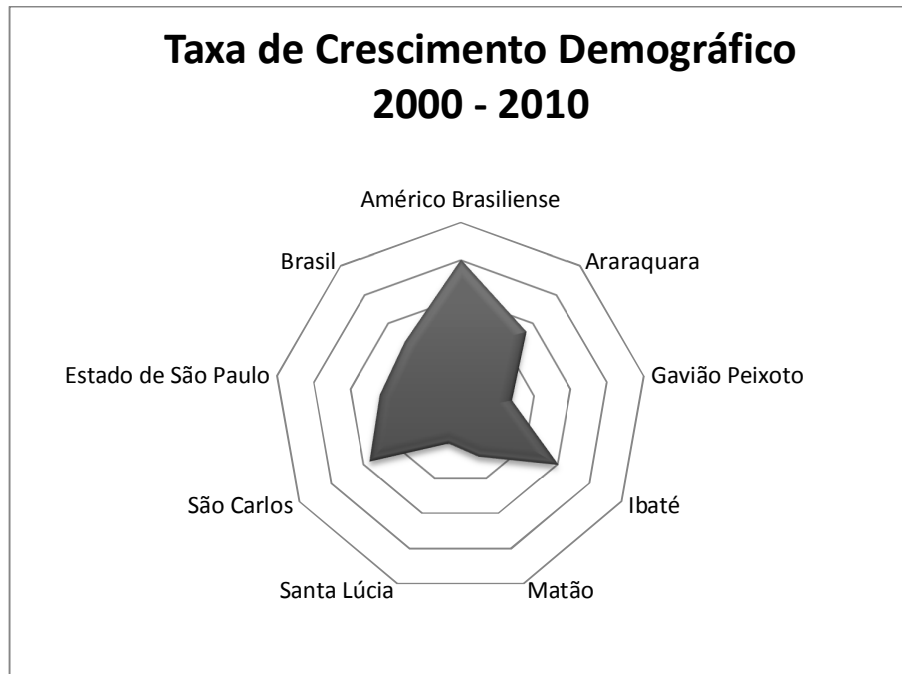 Taxa de Crescimento Demográfico
2000 - 2010
Américo Brasiliense
Brasil
Araraquara
Estado de São Paulo
Gavião Peixoto
São Carlos
Ibaté
Santa Lúcia
Matão